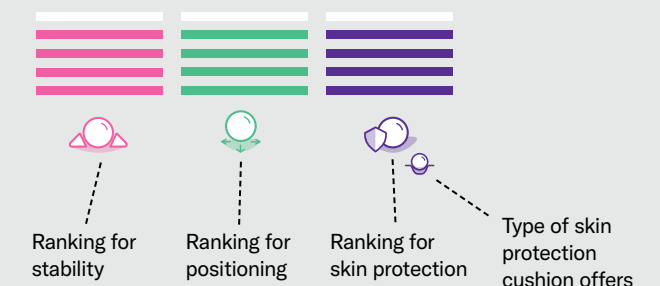 Ranking for
stability
Ranking for
positioning
Ranking for
skin protection
Type of skin
protection
cushion offers